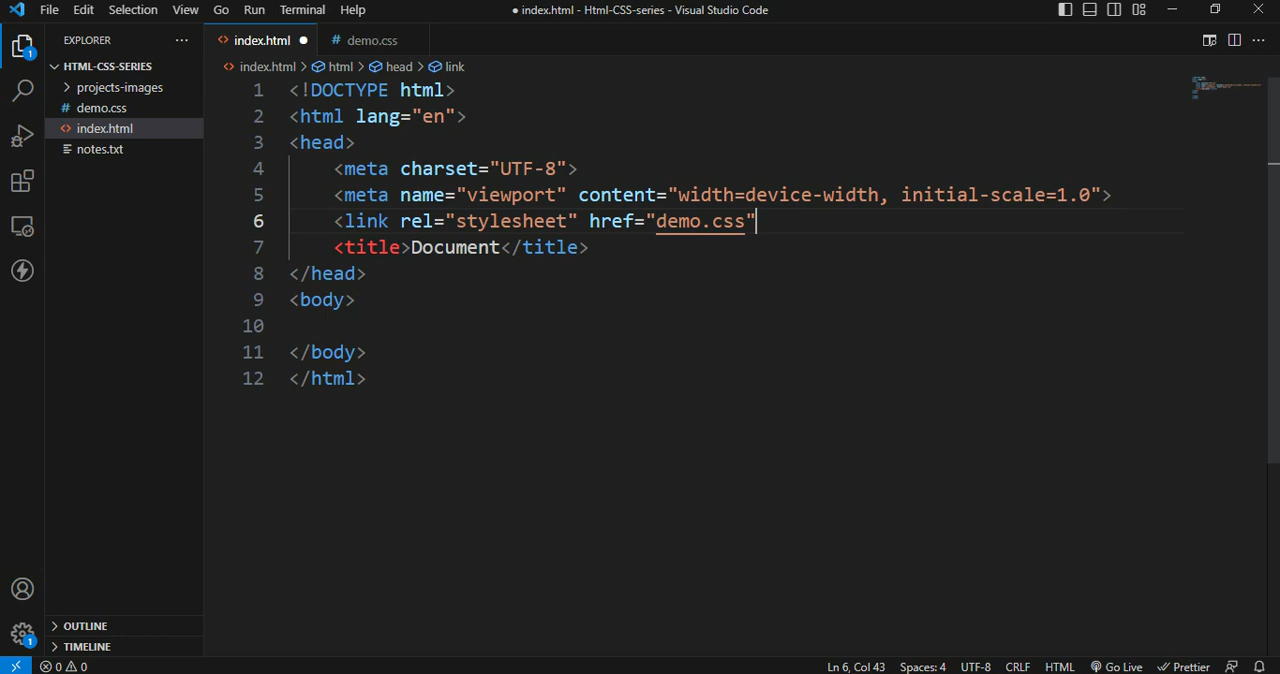 File Edit Selection View Go Run Terminal Help
● index.html - Html-CSS-series - Visual Studio Code
EXPLORER ···
HTML-CSS-SERIES
projects-images
# demo.css
<> index.html
notes.txt
OUTLINE
TIMELINE
1
1
<> index.html ●
# demo.css
<> index.html > html > head > link
1 <!DOCTYPE html>
2 <html lang="en">
3 <head>
4 <meta charset="UTF-8">
5 <meta name="viewport" content="width=device-width, initial-scale=1.0">
6 <link rel="stylesheet" href="demo.css"
7 <title>Document</title>
8 </head>
9 <body>
10
11 </body>
12 </html>
0 0
Ln 6, Col 43 Spaces: 4 UTF-8 CRLF HTML Go Live Prettier